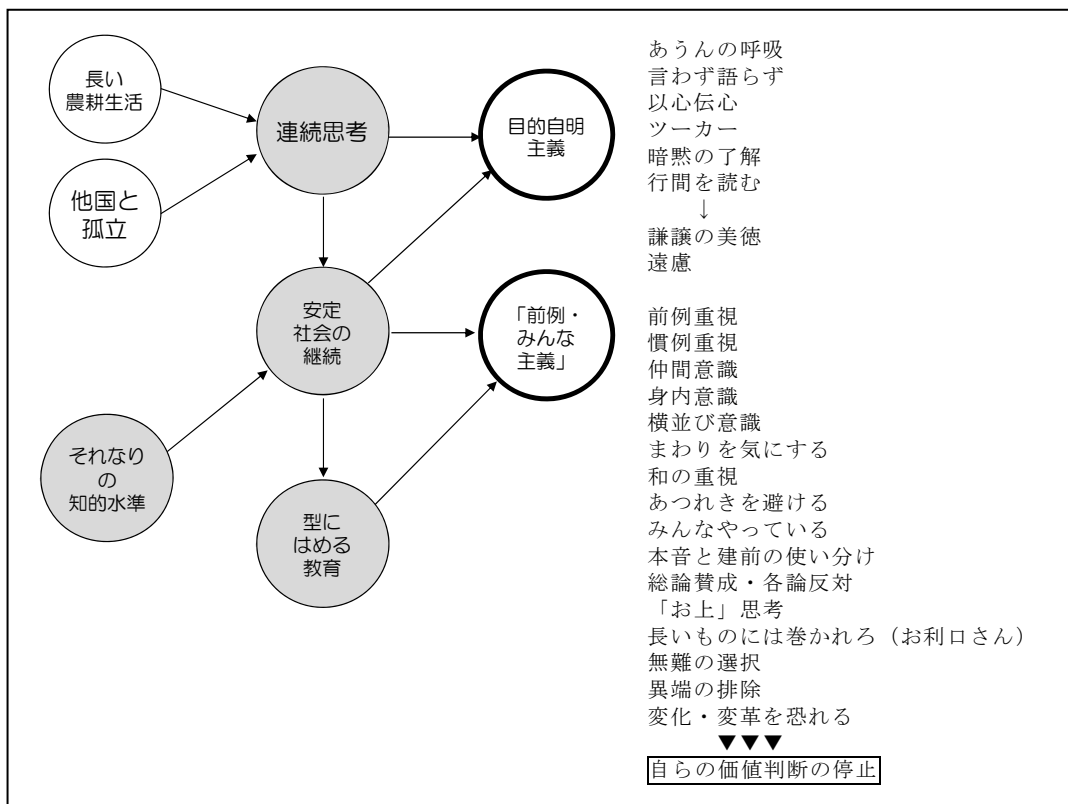 長い
農耕生活
他国と
孤立
連続思考
目的自明
主義
安定
社会の
継続
「前例・
みんな
主義」
それなり
の
知的水準
型に
はめる
教育
あうんの呼吸
言わず語らず
以心伝心
ツーカー
暗黙の了解
行間を読む
↓
謙譲の美徳
遠慮
前例重視
慣例重視
仲間意識
身内意識
横並び意識
まわりを気にする
和の重視
あつれきを避ける
みんなやっている
本音と建前の使い分け
総論賛成・各論反対
「お上」思考
長いものには巻かれろ（お利口さん）
無難の選択
異端の排除
変化・変革を恐れる
▼▼▼
自らの価値判断の停止